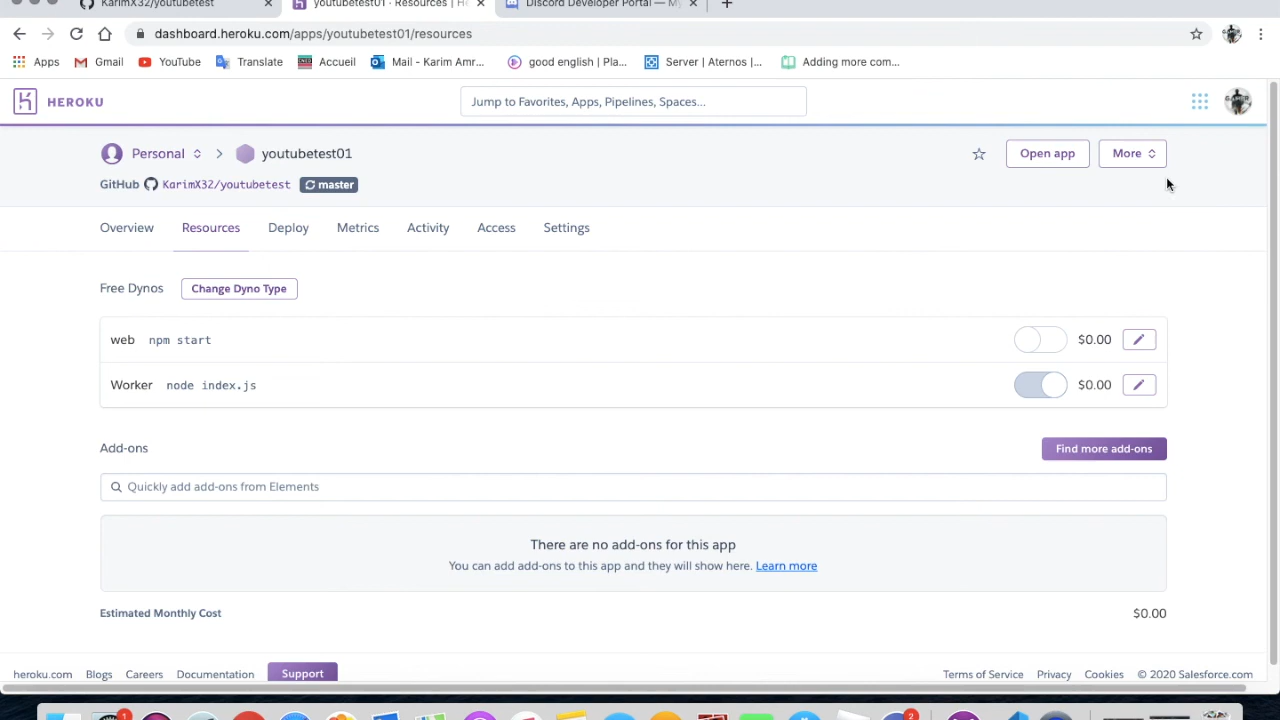 KarimX32/youtubetest
youtubetest01 · Resources | He
Discord Developer Portal — My
dashboard.heroku.com/apps/youtubetest01/resources
Apps
Gmail
YouTube
Translate
Accueil
Mail - Karim Amr...
good english | Pla...
Server | Aternos |...
Adding more com...
HEROKU
Jump to Favorites, Apps, Pipelines, Spaces...
Personal
youtubetest01
Open app
More
GitHub KarimX32/youtubetest master
Overview
Resources
Deploy
Metrics
Activity
Access
Settings
Free Dynos
Change Dyno Type
web npm start
$0.00
Worker node index.js
$0.00
Add-ons
Find more add-ons
Quickly add add-ons from Elements
There are no add-ons for this app
You can add add-ons to this app and they will show here. Learn more
Estimated Monthly Cost
$0.00
heroku.com
Blogs
Careers
Documentation
Support
Terms of Service
Privacy
Cookies
© 2020 Salesforce.com
1
2